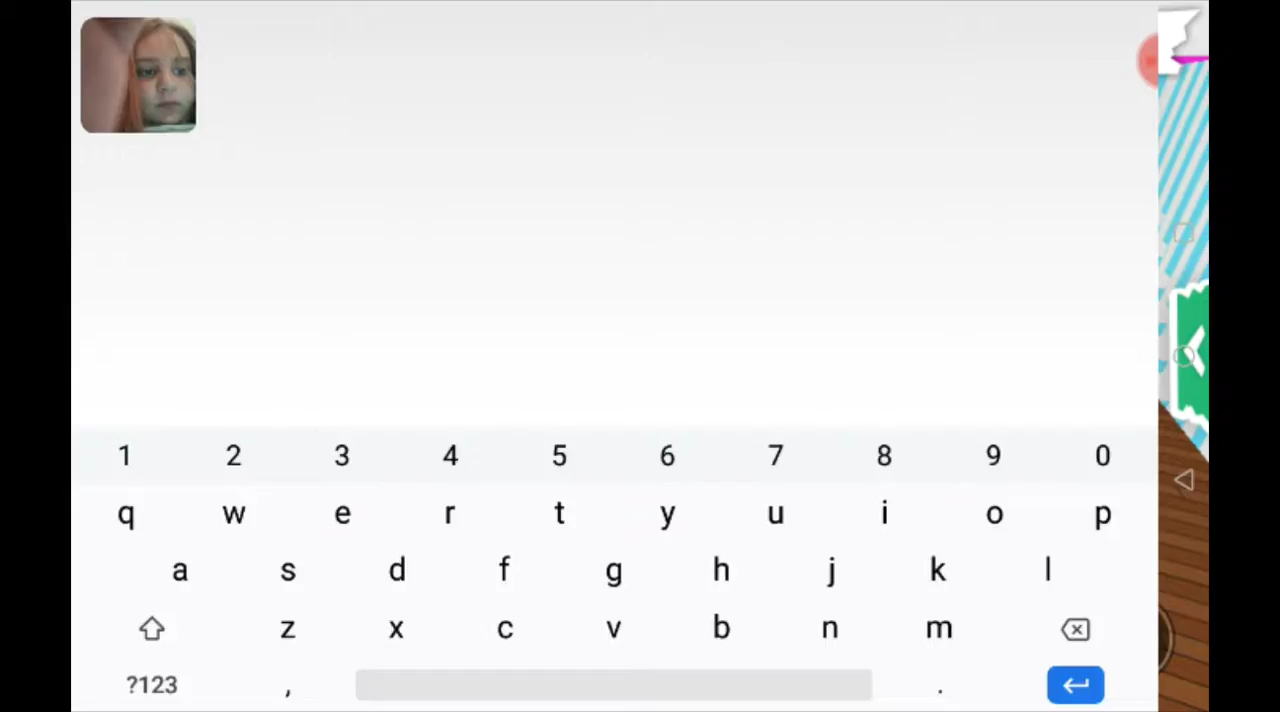 1 2 3 4 5 6 7 8 9 0
q w e r t y u i o p
a s d f g h j k l
z x c v b n m
?123 , .